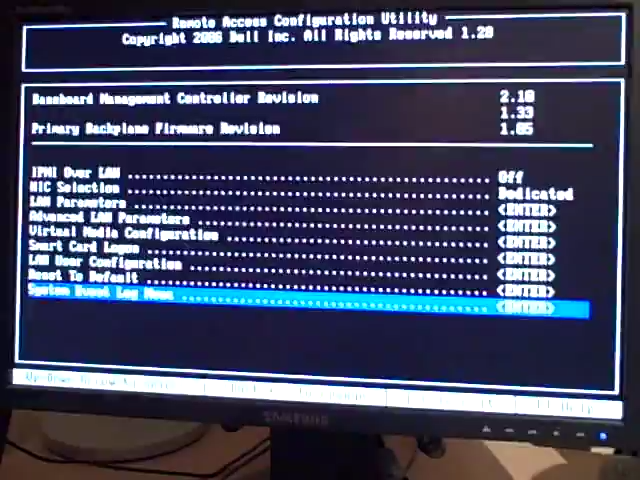 Remote Access Configuration Utility
Copyright 2006 Dell Inc. All Rights Reserved 1.20
Baseboard Management Controller Revision 2.10
1.33
Primary Backplane Firmware Revision 1.05
IPMI Over LAN ........ Off
NIC Selection ........ Dedicated
LAN Parameters ........ <ENTER>
Advanced LAN Parameters ........ <ENTER>
Virtual Media Configuration ........ <ENTER>
Smart Card Logon ........ <ENTER>
LAN User Configuration ........ <ENTER>
Reset To Default ........ <ENTER>
System Event Log Menu ........ <ENTER>
SAMSUNG